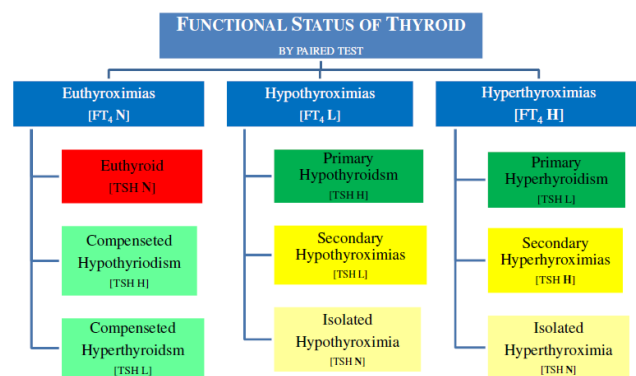 FUNCTIONAL STATUS OF THYROID
BY PAIRED TEST
Euthyroximias
[FT4 N]
Euthyroid
[TSH N]
Compenseted
Hypothyriodism
[TSH H]
Compenseted
Hyperthyroidsm
[TSH L]
Hypothyroximias
[FT4 L]
Primary
Hypothyroidsm
[TSH H]
Secondary
Hypothyroximias
[TSH L]
Isolated
Hypothyroximia
[TSH N]
Hyperthyroximias
[FT4 H]
Primary
Hyperhyroidism
[TSH L]
Secondary
Hyperhyroximias
[TSH H]
Isolated
Hyperthyroximia
[TSH N]